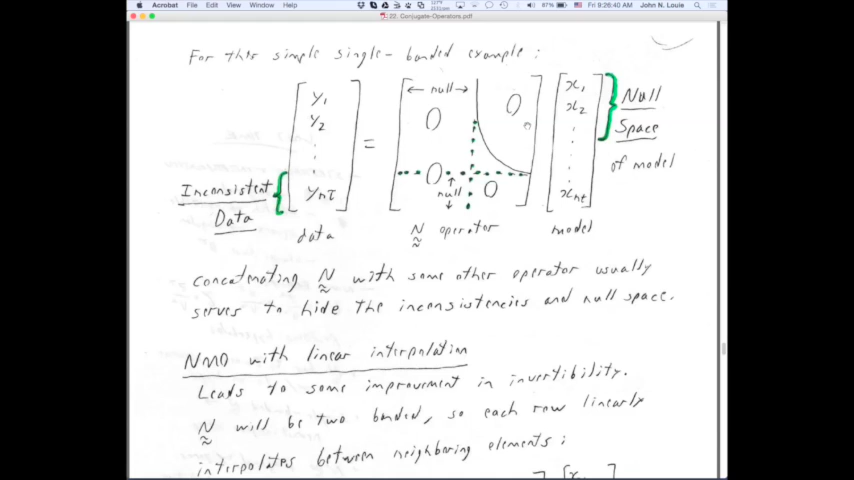 Acrobat File Edit View Window Help 87% Fri 9:26:40 AM John N. Louie
22. Conjugate-Operators.pdf
For this simple single-banded example:
y1
y2
.
.
ynτ
=
← null →
0
0
0
null
0
x1
x2
.
.
.
xnt
Null
Space
of model
Inconsistent
Data
data
N operator
model
concatenating N with some other operator usually
serves to hide the inconsistencies and null space.
NMO with linear interpolation
Leads to some improvement in invertibility.
N will be two banded, so each row linearly
interpolates between neighboring elements: